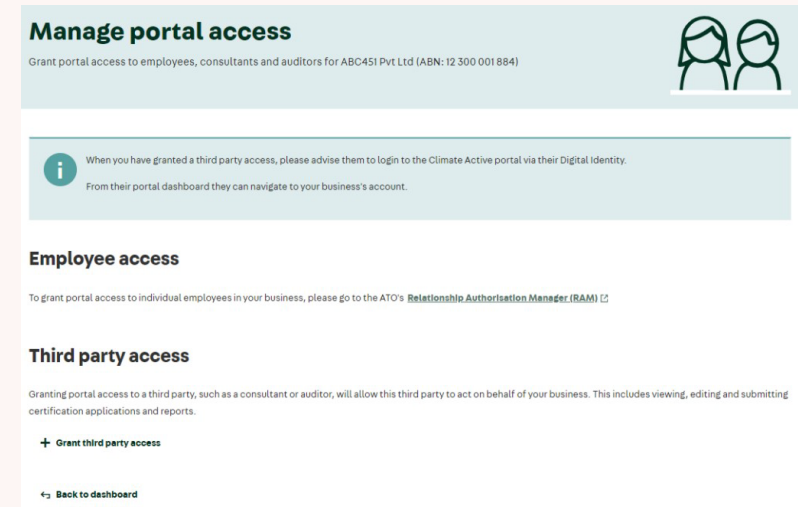 Manage portal access
Grant portal access to employees, consultants and auditors for ABC451 Pvt Ltd (ABN: 12 300 001 884)
i
When you have granted a third party access, please advise them to login to the Climate Active portal via their Digital Identity.
From their portal dashboard they can navigate to your business's account.
Employee access
To grant portal access to individual employees in your business, please go to the ATO's Relationship Authorisation Manager (RAM)
Third party access
Granting portal access to a third party, such as a consultant or auditor, will allow this third party to act on behalf of your business. This includes viewing, editing and submitting
certification applications and reports.
+ Grant third party access
Back to dashboard